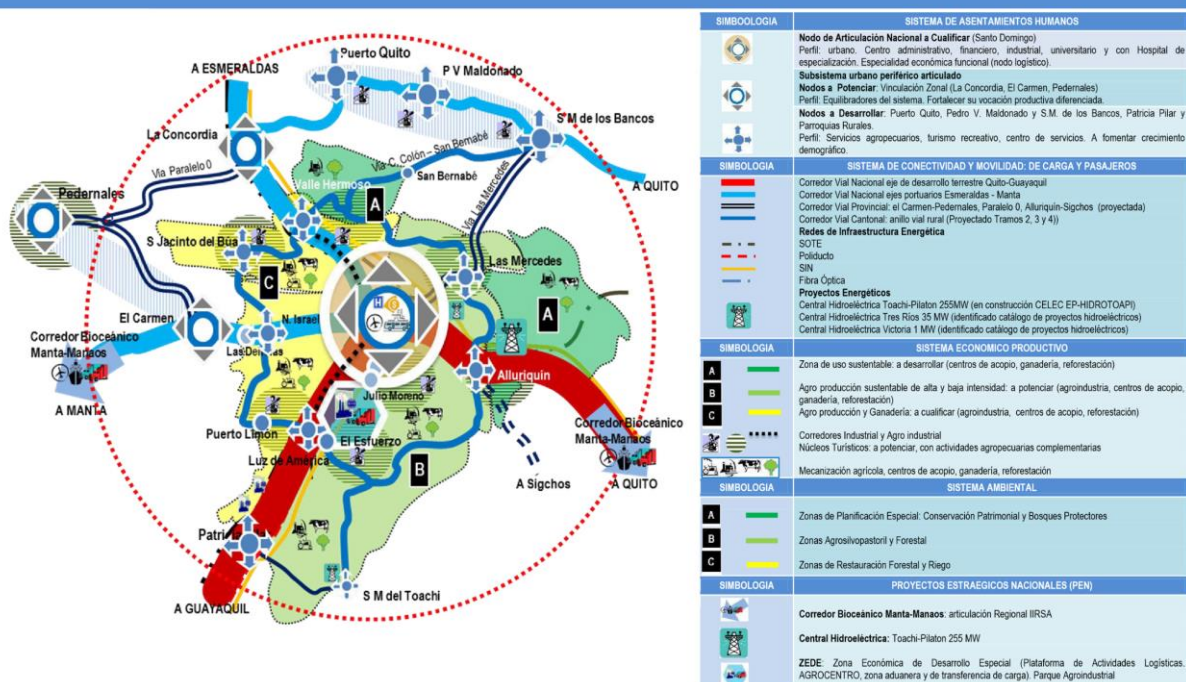 Puerto Quito
A ESMERALDAS
P V Maldonado
La Concordia
S M de los Bancos
Via C. Colón – San Bernabé
Via Paralelo 0
San Bernabé
Valle Hermoso
A QUITO
Pedernales
Via Las Mercedes
A
S Jacinto del Búa
Las Mercedes
C
A
El Carmen
N. Israel
Corredor Bioceánico
Manta-Manaos
Alluriquín
Julio Moreno
A MANTA
Puerto Limón
El Esfuerzo
Corredor Bioceánico
Manta-Manaos
Luz de América
B
A Sigchos
A QUITO
Patricia
S M del Toachi
A GUAYAQUIL
SIMBOOLOGIA
SISTEMA DE ASENTAMIENTOS HUMANOS
Nodo de Articulación Nacional a Cualificar (Santo Domingo)
Perfil: urbano. Centro administrativo, financiero, industrial, universitario y con Hospital de
especialización. Especialidad económica funcional (nodo logístico).
Subsistema urbano periférico articulado
Nodos a Potenciar: Vinculación Zonal (La Concordia, El Carmen, Pedernales)
Perfil: Equilibradores del sistema. Fortalecer su vocación productiva diferenciada.
Nodos a Desarrollar: Puerto Quito, Pedro V. Maldonado y S.M. de los Bancos, Patricia Pilar y
Parroquias Rurales.
Perfil: Servicios agropecuarios, turismo recreativo, centro de servicios. A fomentar crecimiento
demográfico.
SIMBOLOGIA
SISTEMA DE CONECTIVIDAD Y MOVILIDAD: DE CARGA Y PASAJEROS
Corredor Vial Nacional eje de desarrollo terrestre Quito-Guayaquil
Corredor Vial Nacional ejes portuarios Esmeraldas - Manta
Corredor Vial Provincial: el Carmen-Pedernales, Paralelo 0, Alluriquín-Sigchos (proyectada)
Corredor Vial Cantonal: anillo vial rural (Proyectado Tramos 2, 3 y 4))
Redes de Infraestructura Energética
SOTE
Poliducto
SIN
Fibra Óptica
Proyectos Energéticos
Central Hidroeléctrica Toachi-Pilaton 255MW (en construcción CELEC EP-HIDROTOAPI)
Central Hidroeléctrica Tres Ríos 35 MW (identificado catálogo de proyectos hidroeléctricos)
Central Hidroeléctrica Victoria 1 MW (identificado catálogo de proyectos hidroeléctricos)
SIMBOLOGIA
SISTEMA ECONOMICO PRODUCTIVO
A
Zona de uso sustentable: a desarrollar (centros de acopio, ganadería, reforestación)
B
Agro producción sustentable de alta y baja intensidad: a potenciar (agroindustria, centros de acopio,
ganadería, reforestación)
C
Agro producción y Ganadería: a cualificar (agroindustria, centros de acopio, reforestación)
Corredores Industrial y Agro industrial
Núcleos Turísticos: a potenciar, con actividades agropecuarias complementarias
Mecanización agrícola, centros de acopio, ganadería, reforestación
SIMBOLOGIA
SISTEMA AMBIENTAL
A
Zonas de Planificación Especial: Conservación Patrimonial y Bosques Protectores
B
Zonas Agrosilvopastoril y Forestal
C
Zonas de Restauración Forestal y Riego
SIMBOLOGIA
PROYECTOS ESTRAEGICOS NACIONALES (PEN)
Corredor Bioceánico Manta-Manaos: articulación Regional IIRSA
Central Hidroeléctrica: Toachi-Pilaton 255 MW
ZEDE: Zona Económica de Desarrollo Especial (Plataforma de Actividades Logísticas.
AGROCENTRO, zona aduanera y de transferencia de carga). Parque Agroindustrial